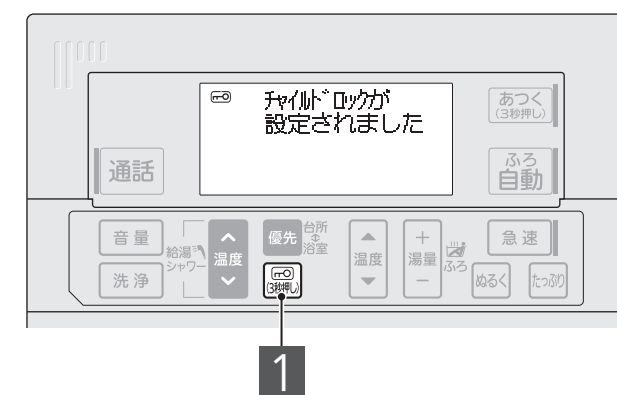 チャイルドロックが
設定されました
あつく
(3秒押し)
通話
ふろ
自動
音量
給湯
シャワー
温度
優先
台所
浴室
温度
湯量
ふろ
急速
洗浄
(3秒押し)
ぬるく
たっぷり
1